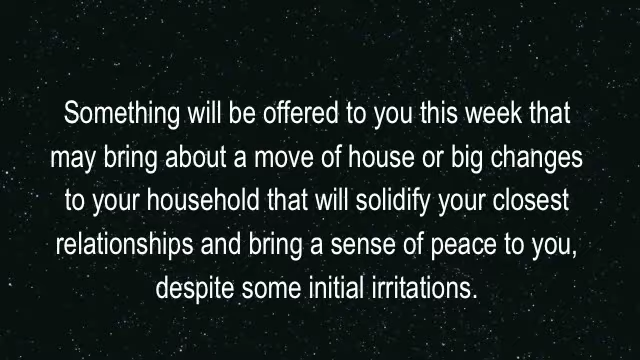 Something will be offered to you this week that
may bring about a move of house or big changes
to your household that will solidify your closest
relationships and bring a sense of peace to you,
despite some initial irritations.